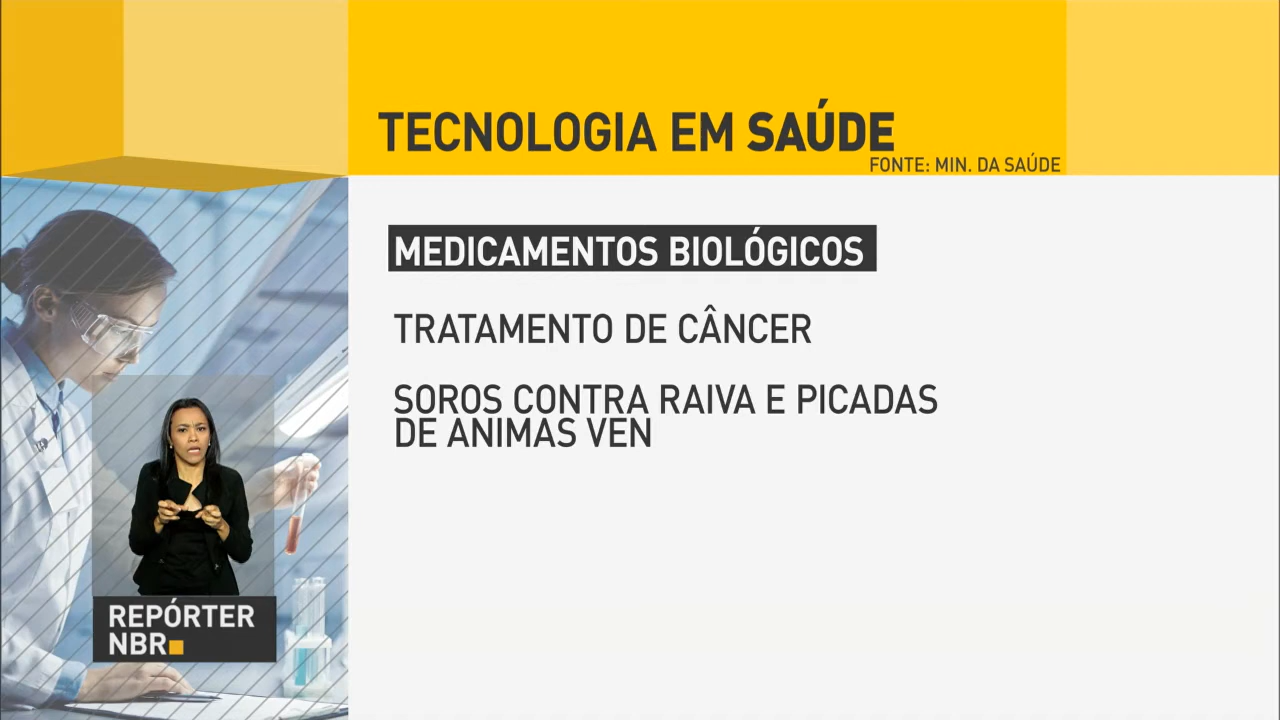 TECNOLOGIA EM SAÚDE
FONTE: MIN. DA SAÚDE
MEDICAMENTOS BIOLÓGICOS
TRATAMENTO DE CÂNCER
SOROS CONTRA RAIVA E PICADAS
DE ANIMAS VEN
REPÓRTER
NBR